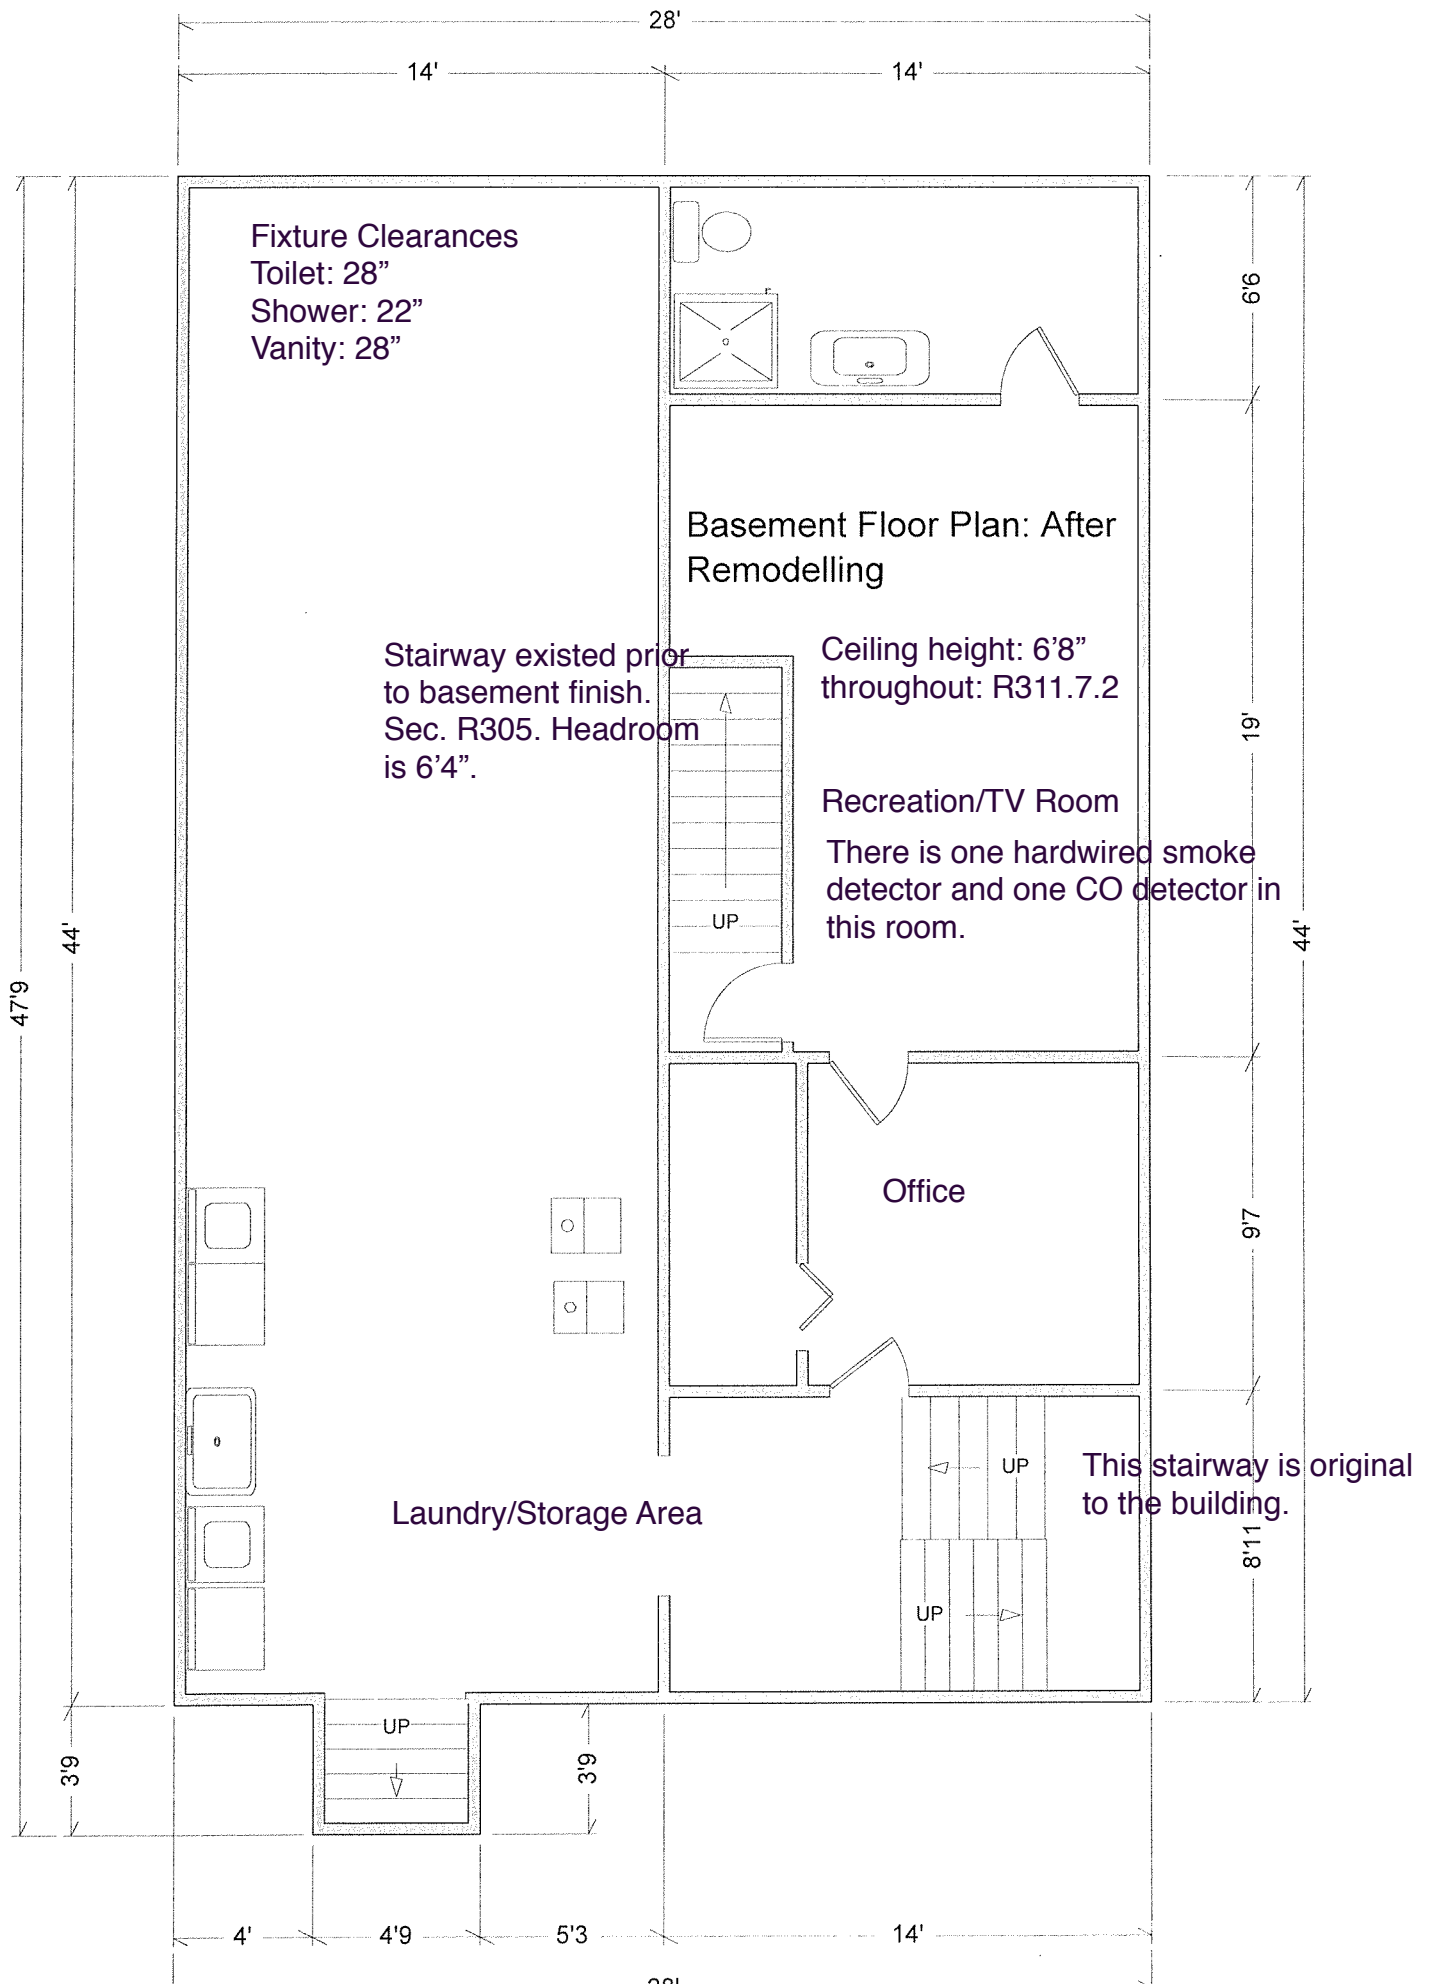 28'
14'
14'
Fixture Clearances
Toilet: 28”
Shower: 22”
Vanity: 28”
6'6
Basement Floor Plan: After
Remodelling
Stairway existed prior
to basement finish.
Sec. R305. Headroom
is 6’4”.
Ceiling height: 6’8”
throughout: R311.7.2
19'
Recreation/TV Room
There is one hardwired smoke
detector and one CO detector in
this room.
UP
44'
44'
47'9
Office
9'7
UP
This stairway is original
to the building.
Laundry/Storage Area
8'11
UP
UP
3'9
3'9
4'
4'9
5'3
14'
28'